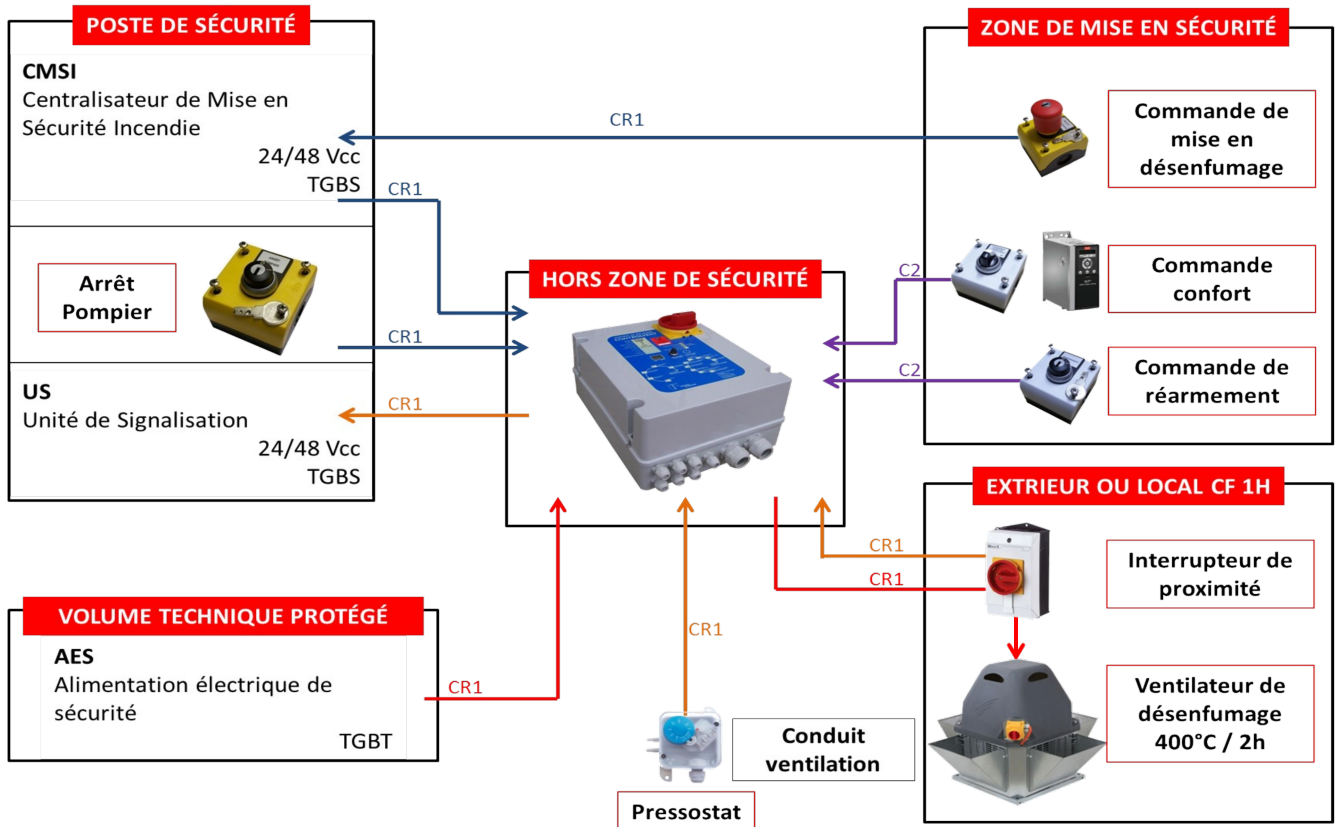 POSTE DE SÉCURITÉ
CMSI
Centralisateur de Mise en
Sécurité Incendie
24/48 Vcc
TGBS
CR1
Arrêt
Pompier
CR1
US
Unité de Signalisation
CR1
24/48 Vcc
TGBS
CR1
HORS ZONE DE SÉCURITÉ
ZONE DE MISE EN SÉCURITÉ
Commande de
mise en
désenfumage
C2
Commande
confort
C2
Commande de
réarmement
EXTRIEUR OU LOCAL CF 1H
CR1
CR1
Interrupteur de
proximité
Ventilateur de
désenfumage
400°C / 2h
VOLUME TECHNIQUE PROTÉGÉ
AES
Alimentation électrique de
sécurité
TGBT
CR1
CR1
Conduit
ventilation
Pressostat